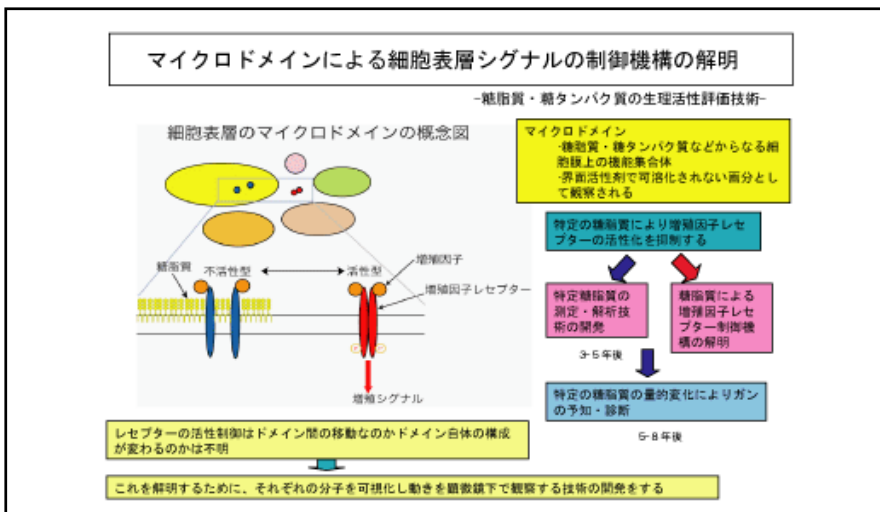 マイクロドメインによる細胞表層シグナルの制御機構の解明
-糖脂質・糖タンパク質の生理活性評価技術-
細胞表層のマイクロドメインの概念図
糖脂質
不活性型
活性型
増殖因子
増殖因子レセプター
増殖シグナル
マイクロドメイン
・糖脂質・糖タンパク質などからなる細
胞膜上の機能集合体
・界面活性剤で可溶化されない画分とし
て観察される
特定の糖脂質により増殖因子レセ
プターの活性化を抑制する
特定糖脂質の
測定・解析技
術の開発
糖脂質による
増殖因子レセ
プター制御機
構の解明
3-5年後
特定の糖脂質の量的変化によりガン
の予知・診断
5-8年後
レセプターの活性制御はドメイン間の移動なのかドメイン自体の構成
が変わるのかは不明
これを解明するために、それぞれの分子を可視化し動きを顕微鏡下で観察する技術の開発をする